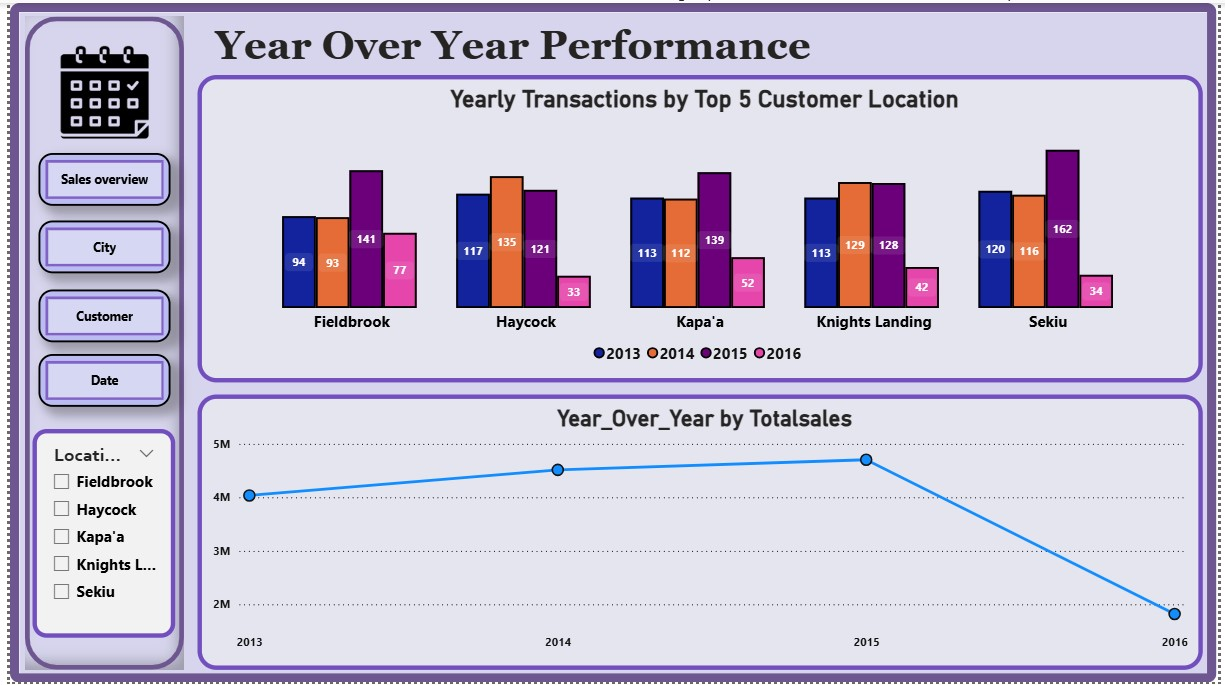 Year Over Year Performance
Sales overview
City
Customer
Date
Locati...
Fieldbrook
Haycock
Kapa'a
Knights L...
Sekiu
Yearly Transactions by Top 5 Customer Location
94 93 141 77
117 135 121 33
113 112 139 52
113 129 128 42
120 116 162 34
Fieldbrook Haycock Kapa'a Knights Landing Sekiu
2013 2014 2015 2016
Year_Over_Year by Totalsales
5M
4M
3M
2M
2013 2014 2015 2016